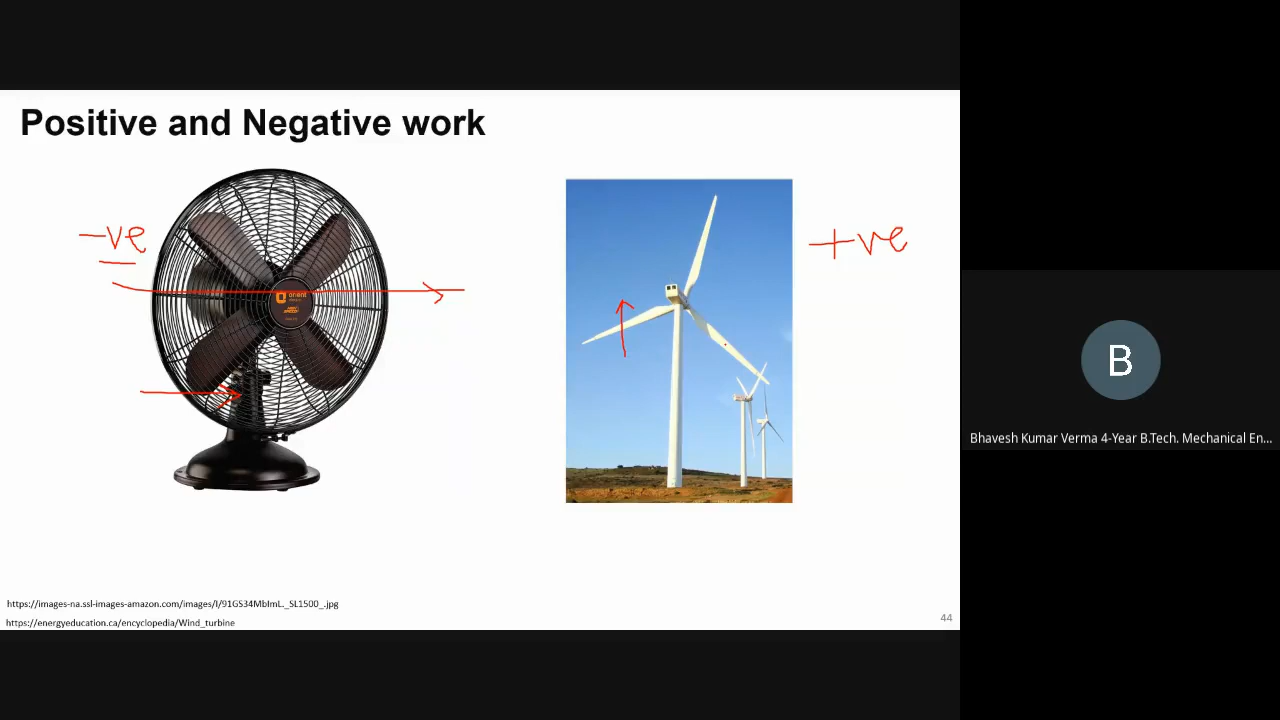 Positive and Negative work
-ve
+ve
orient
B
Bhavesh Kumar Verma 4-Year B.Tech. Mechanical En...
https://images-na.ssl-images-amazon.com/images/I/91GS34MbImL._SL1500_.jpg
https://energyeducation.ca/encyclopedia/Wind_turbine
44